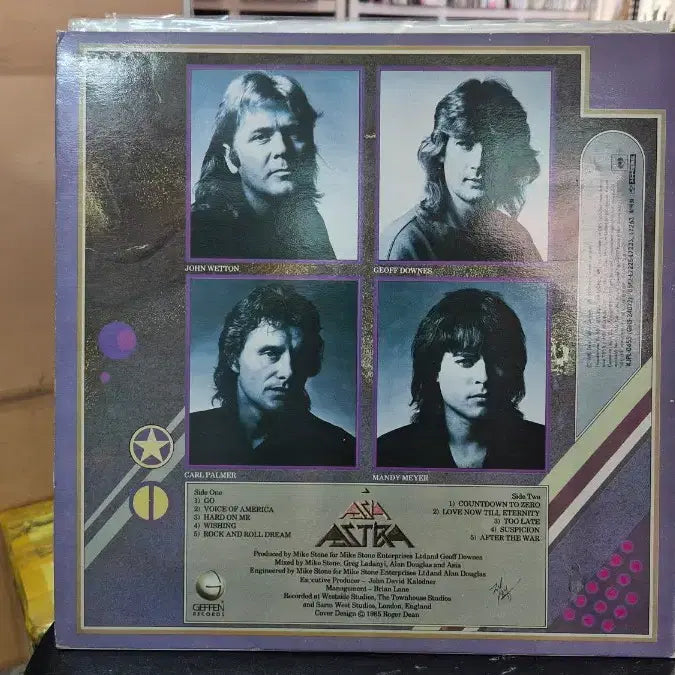 JOHN WETTON
GEOFF DOWNES
CARL PALMER
MANDY MEYER
Side One
1) GO
2) VOICE OF AMERICA
3) HARD ON ME
4) WISHING
5) ROCK AND ROLL DREAM
ASIA
ASTRA
Side Two
1) COUNTDOWN TO ZERO
2) LOVE NOW TILL ETERNITY
3) TOO LATE
4) SUSPICION
5) AFTER THE WAR
Produced by Mike Stone for Mike Stone Enterprises Ltd and Geoff Downes
Mixed by Mike Stone, Greg Ladanyi, Alan Douglas and Asia
Engineered by Mike Stone for Mike Stone Enterprises Ltd and Alan Douglas
Executive Producer – John David Kalodner
Management – Brian Lane
Recorded at Westside Studios, The Townhouse Studios
and Sarm West Studios, London, England
Cover Design © 1985 Roger Dean
GEFFEN
RECORDS